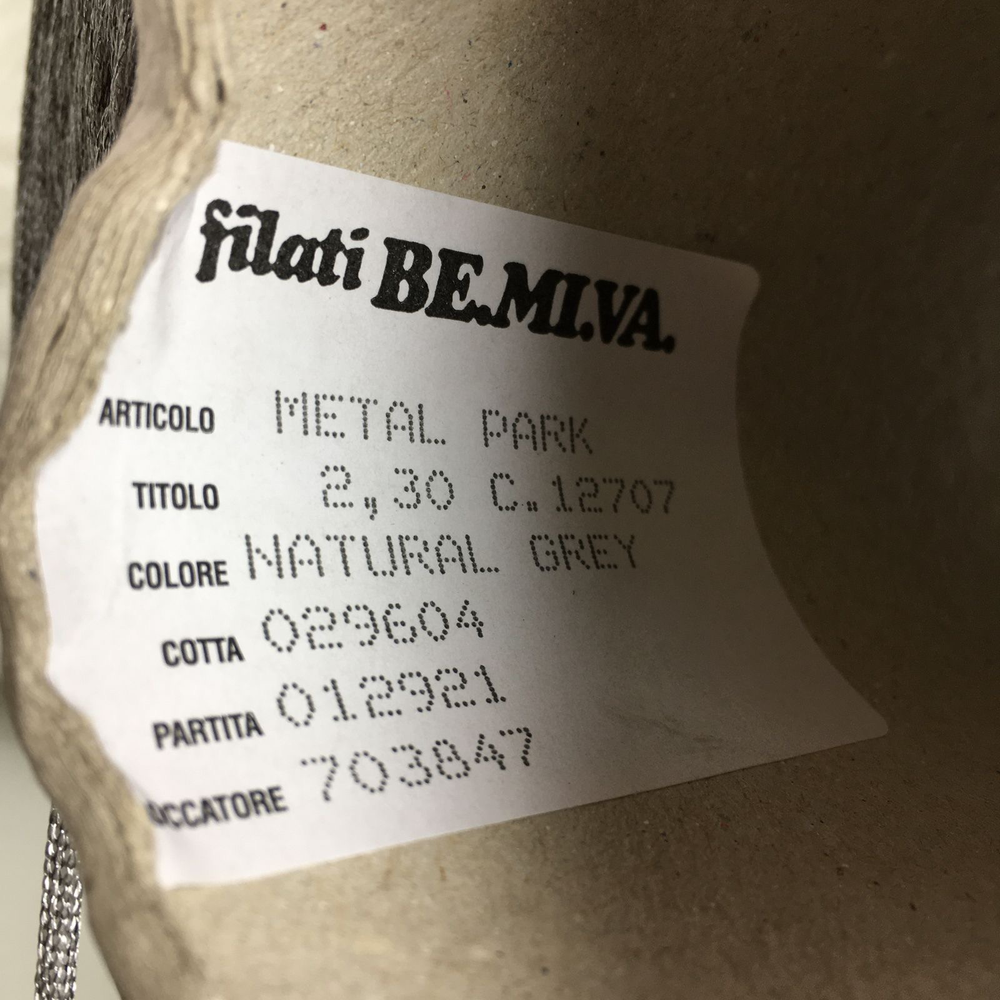 filati BE.MI.VA.
ARTICOLO METAL PARK
TITOLO 2,30 C.12707
COLORE NATURAL GREY
COTTA 029604
PARTITA 012921
OCCATORE 703847